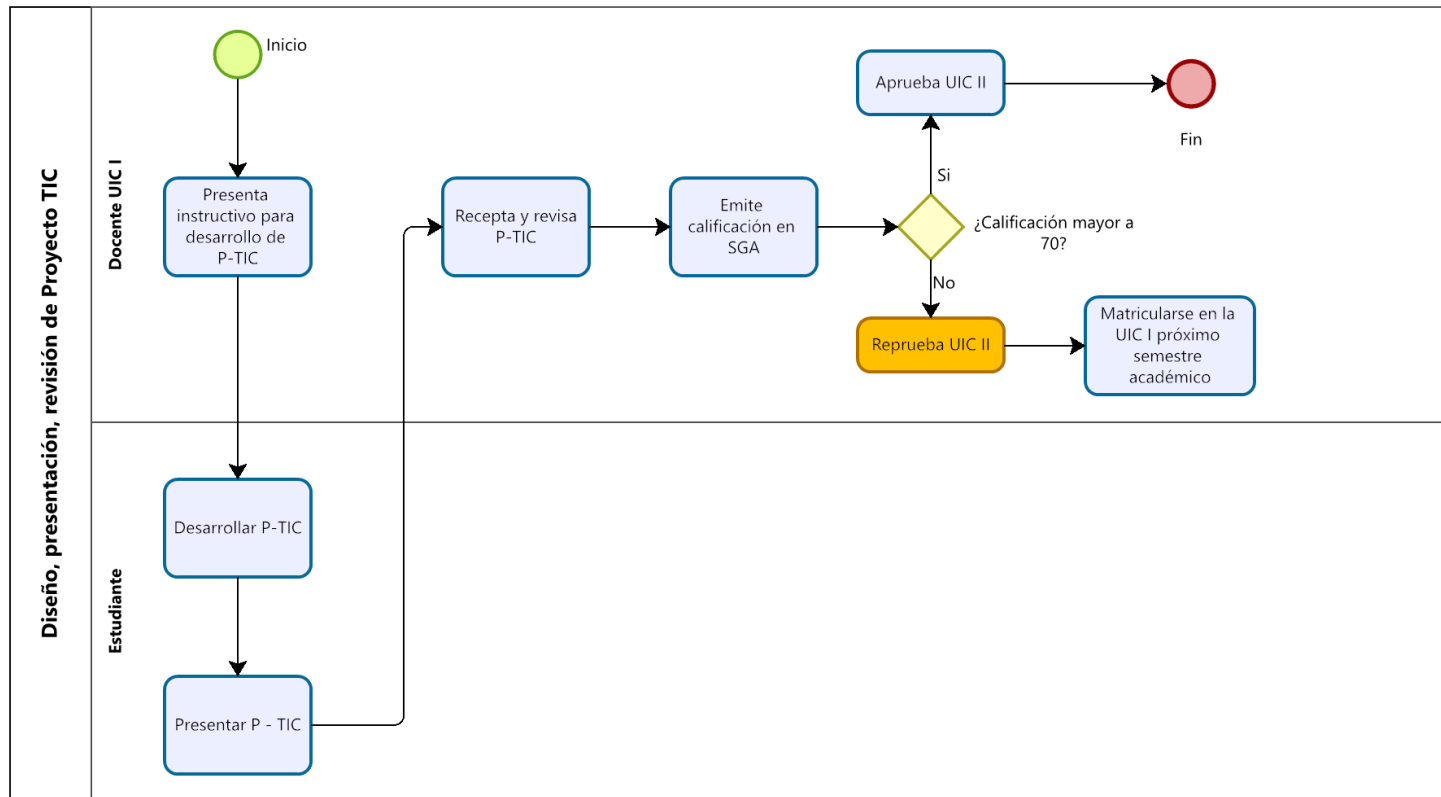 Diseño, presentación, revisión de Proyecto TIC
Docente UIC I
Inicio
Presenta
instructivo para
desarrollo de
P-TIC
Recepta y revisa
P-TIC
Emite
calificación en
SGA
¿Calificación mayor a
70?
Si
Aprueba UIC II
Fin
No
Reprueba UIC II
Matricularse en la
UIC I próximo
semestre
académico
Estudiante
Desarrollar P-TIC
Presentar P - TIC